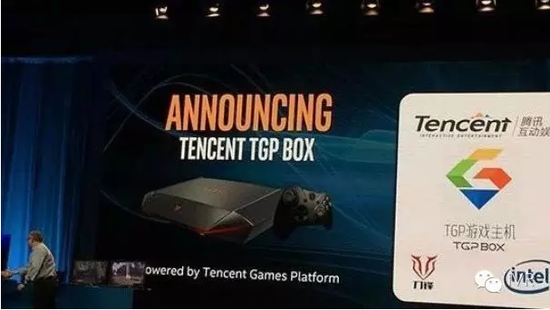 ANNOUNCING
TENCENT TGP BOX
owered by Tencent Games Platform
Tencent
INTERACTIVE ENTERTAINMENT
腾讯
互动娱
TGP游戏主机
TGP BOX
intel